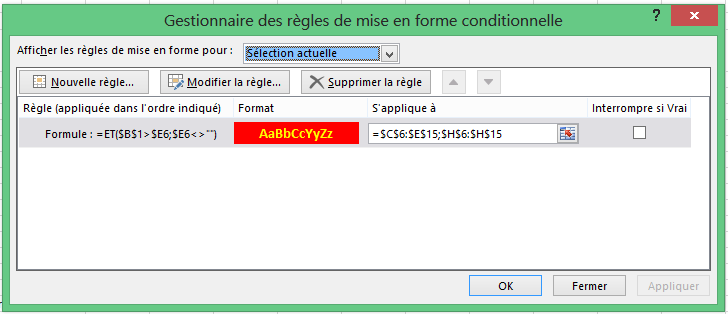 Gestionnaire des règles de mise en forme conditionnelle
?
Afficher les règles de mise en forme pour :
Sélection actuelle
Nouvelle règle...
Modifier la règle...
Supprimer la règle
Règle (appliquée dans l'ordre indiqué)
Format
S'applique à
Interrompre si Vrai
Formule : =ET($B$1>$E6;$E6<>"")
AaBbCcYyZz
=$C$6:$E$15;$H$6:$H$15
OK
Fermer
Appliquer